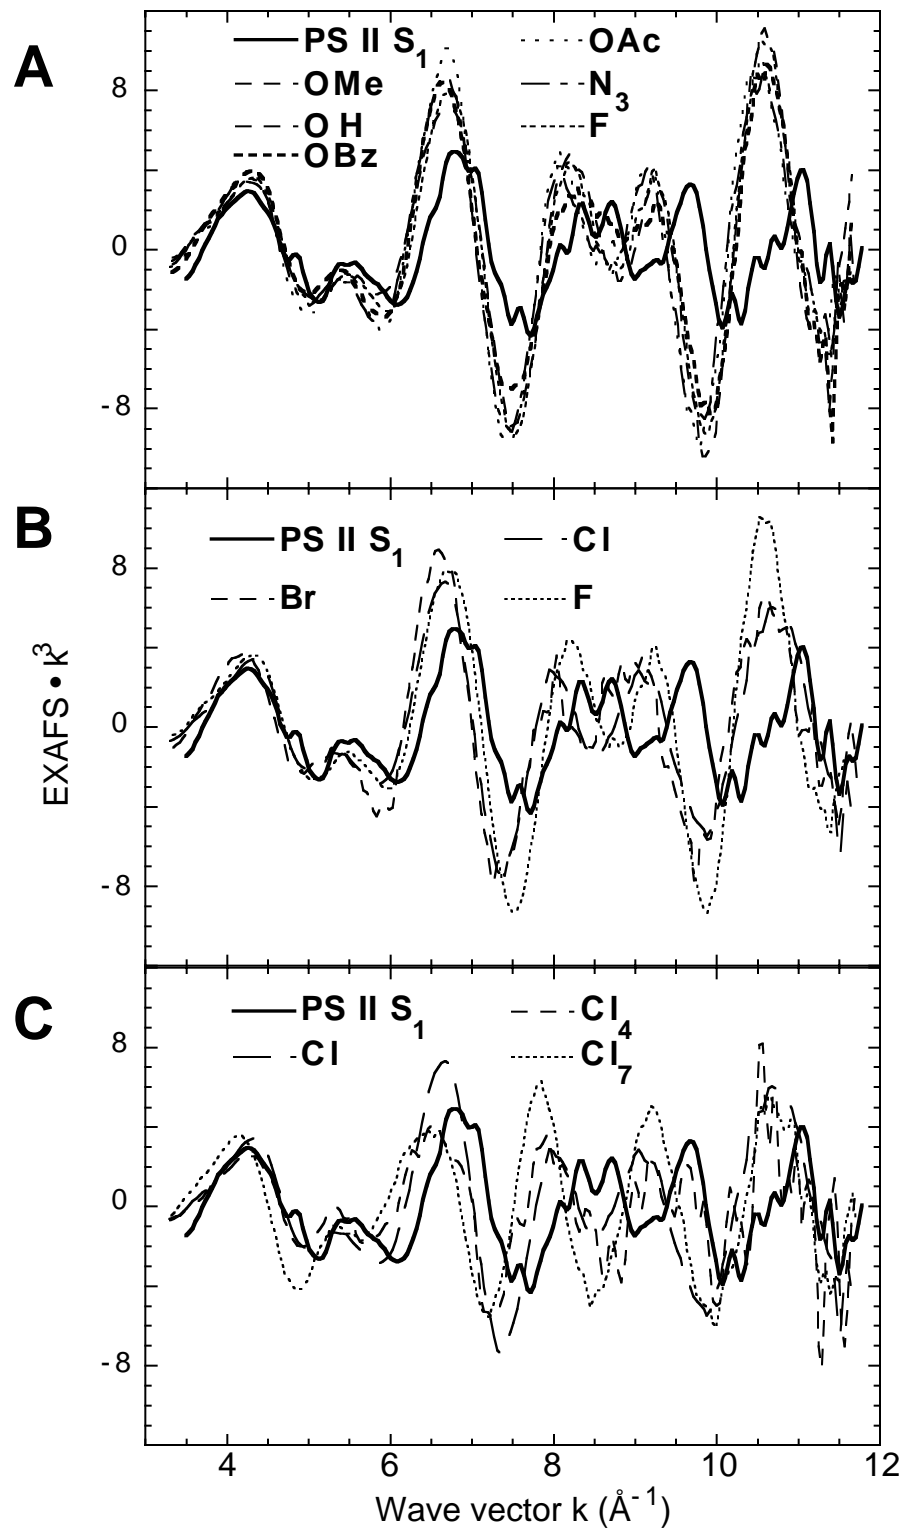 A
PS II S1 OAc
OMe N3
OH F
OBz
8
0
-8
B
PS II S1 Cl
Br F
8
0
-8
EXAFS • k3
C
PS II S1 Cl4
Cl Cl7
8
0
-8
4 6 8 10 12
Wave vector k (Å-1)